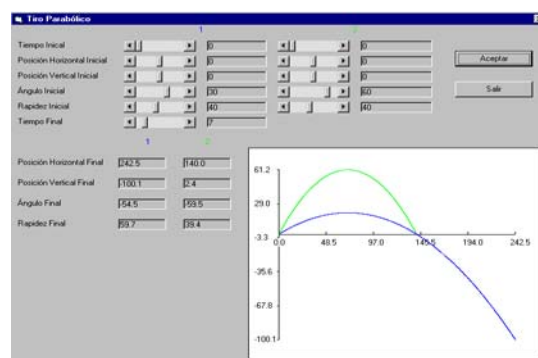 Tiro Parabólico
1 2
Tiempo Inicial 0 0
Posición Horizontal Inicial 0 0
Posición Vertical Inicial 0 0
Ángulo Inicial 30 60
Rapidez Inicial 40 40
Tiempo Final 7
Aceptar
Salir
1 2
Posición Horizontal Final 242.5 140.0
Posición Vertical Final -100.1 2.4
Ángulo Final -54.5 -59.5
Rapidez Final 59.7 39.4
61.2
29.0
-3.3
-35.6
-67.8
-100.1
0.0 48.5 97.0 145.5 194.0 242.5